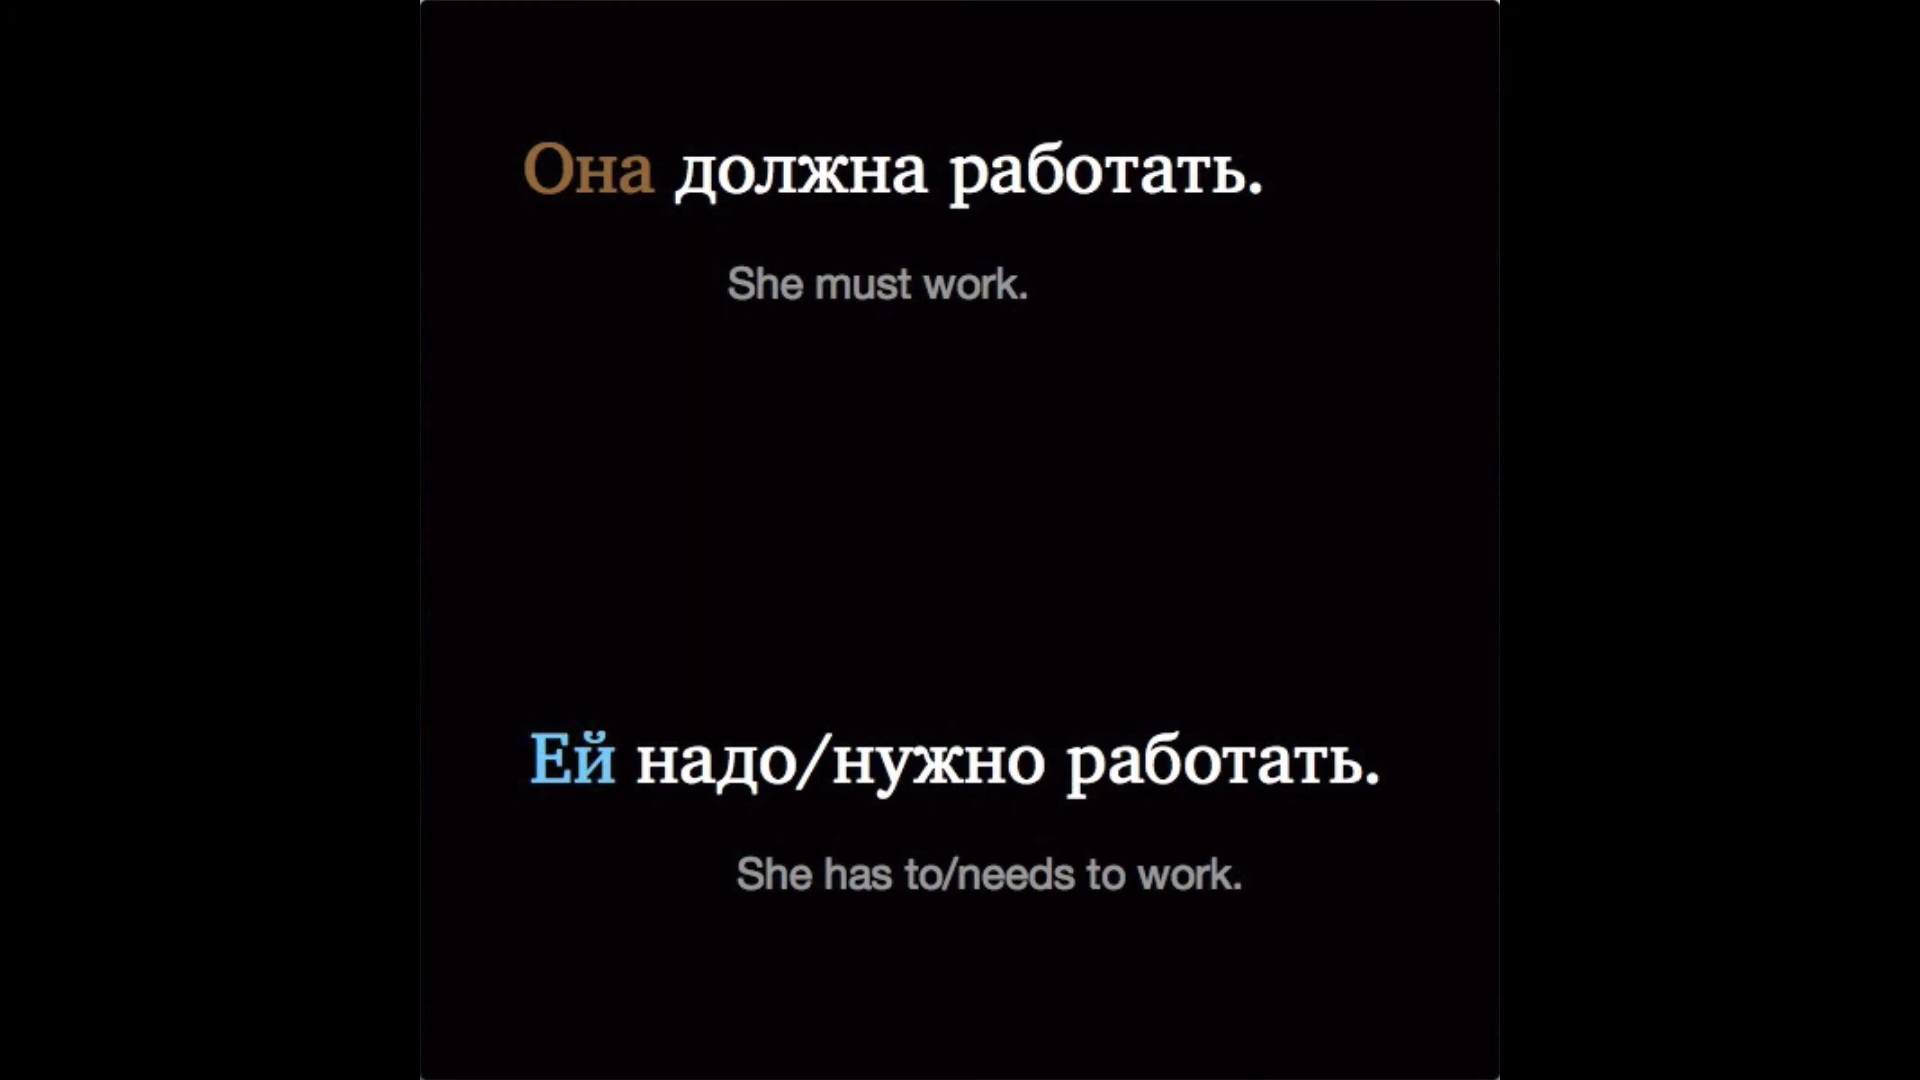 Она должна работать.
She must work.
Ей надо/нужно работать.
She has to/needs to work.